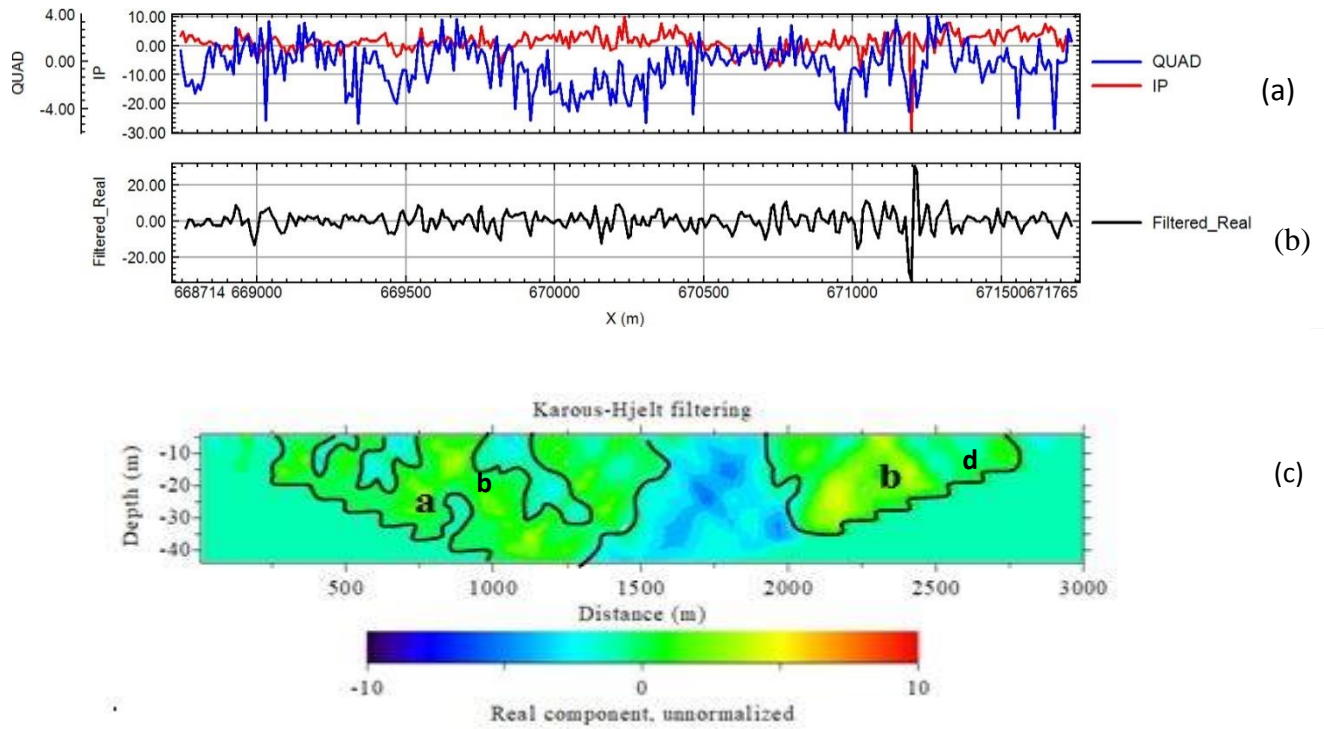 4.00
0.00
-4.00
QUAD
10.00
0.00
-10.00
-20.00
-30.00
IP
QUAD
IP
(a)
20.00
0.00
-20.00
Filtered_Real
Filtered_Real
(b)
668714 669000 669500 670000 670500 671000 671500671765
X (m)
Karous-Hjelt filtering
-10
-20
-30
-40
Depth (m)
a b b d
(c)
500 1000 1500 2000 2500 3000
Distance (m)
-10 0 10
Real component, unnormalized